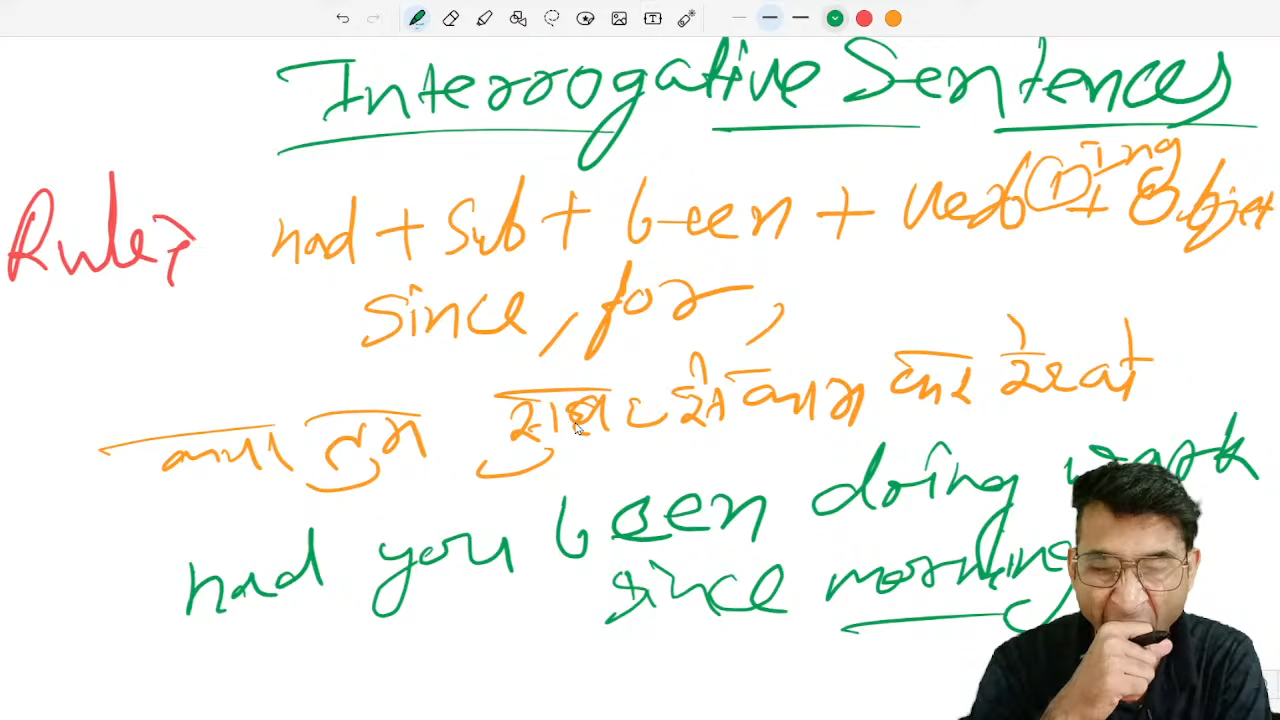 Interrogative Sentences
Rule→ had + Sub + been + verb ① ing + Object
Since, for,
क्या तुम सुबह से काम कर रहे थे
had you been doing work
since morning